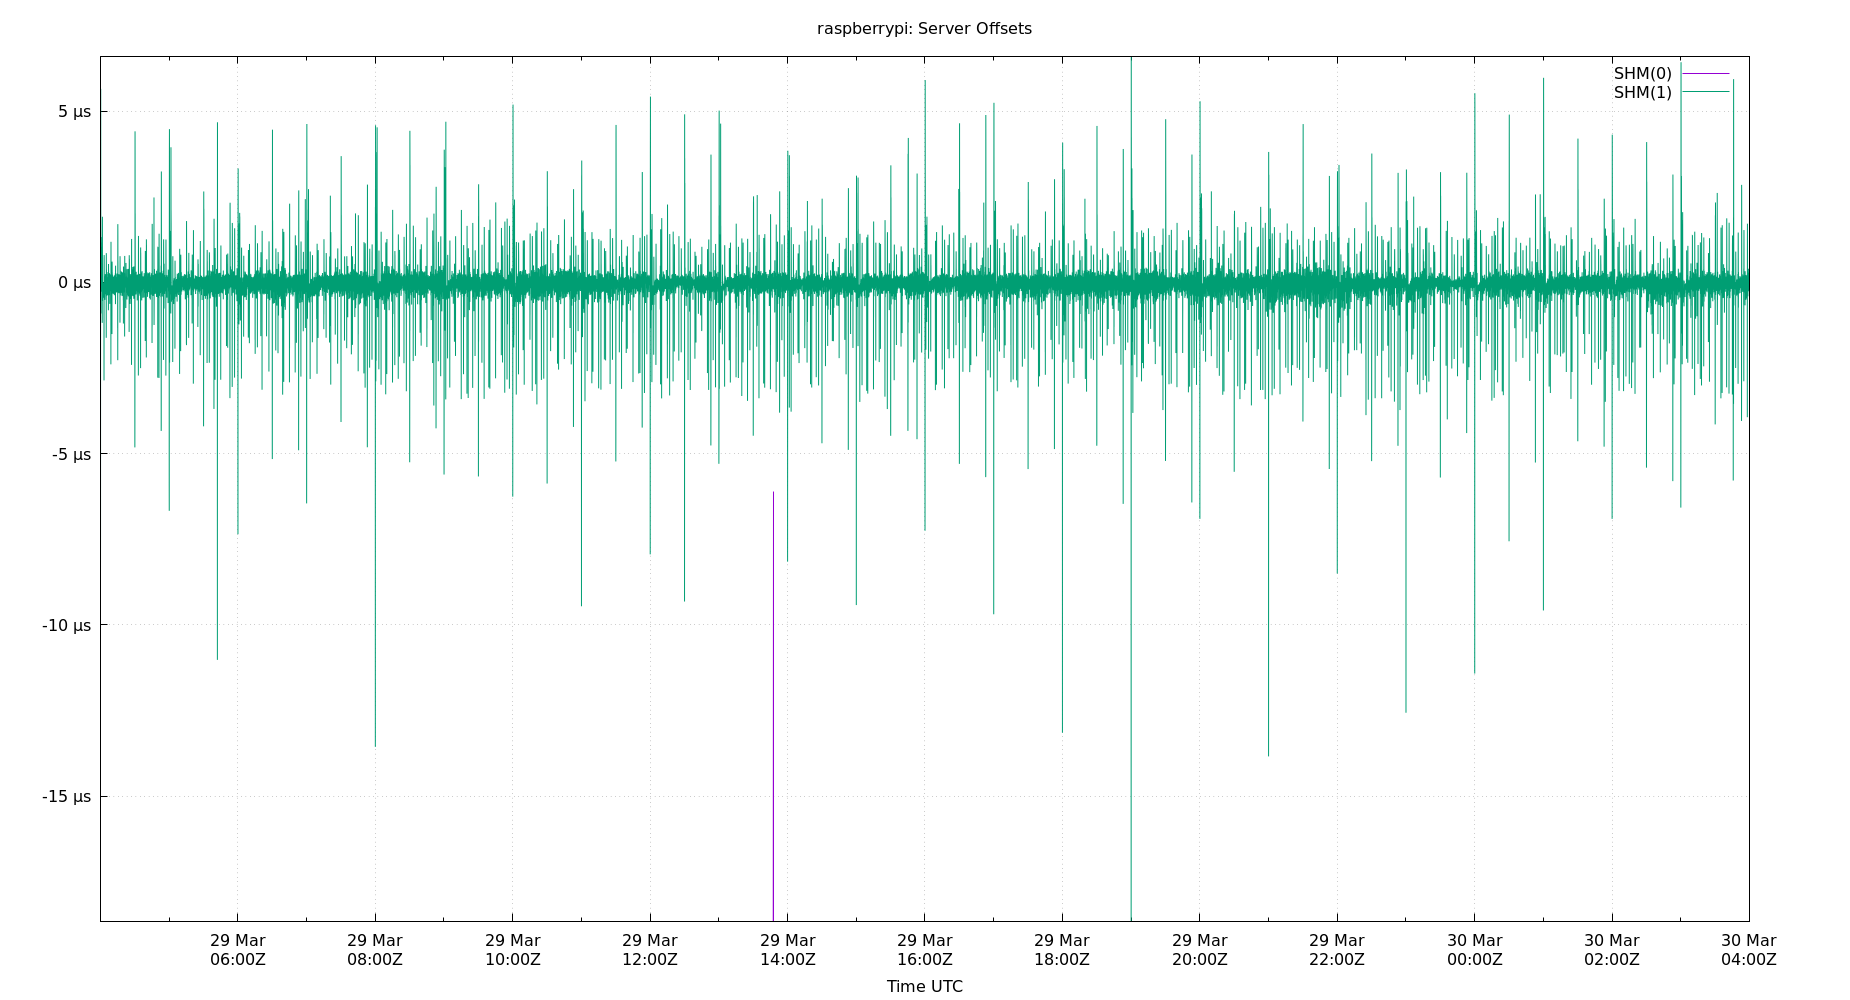 raspberrypi: Server Offsets
SHM(0)
SHM(1)
5 µs
0 µs
-5 µs
-10 µs
-15 µs
29 Mar 29 Mar 29 Mar 29 Mar 29 Mar 29 Mar 29 Mar 29 Mar 29 Mar 30 Mar 30 Mar 30 Mar
06:00Z 08:00Z 10:00Z 12:00Z 14:00Z 16:00Z 18:00Z 20:00Z 22:00Z 00:00Z 02:00Z 04:00Z
Time UTC